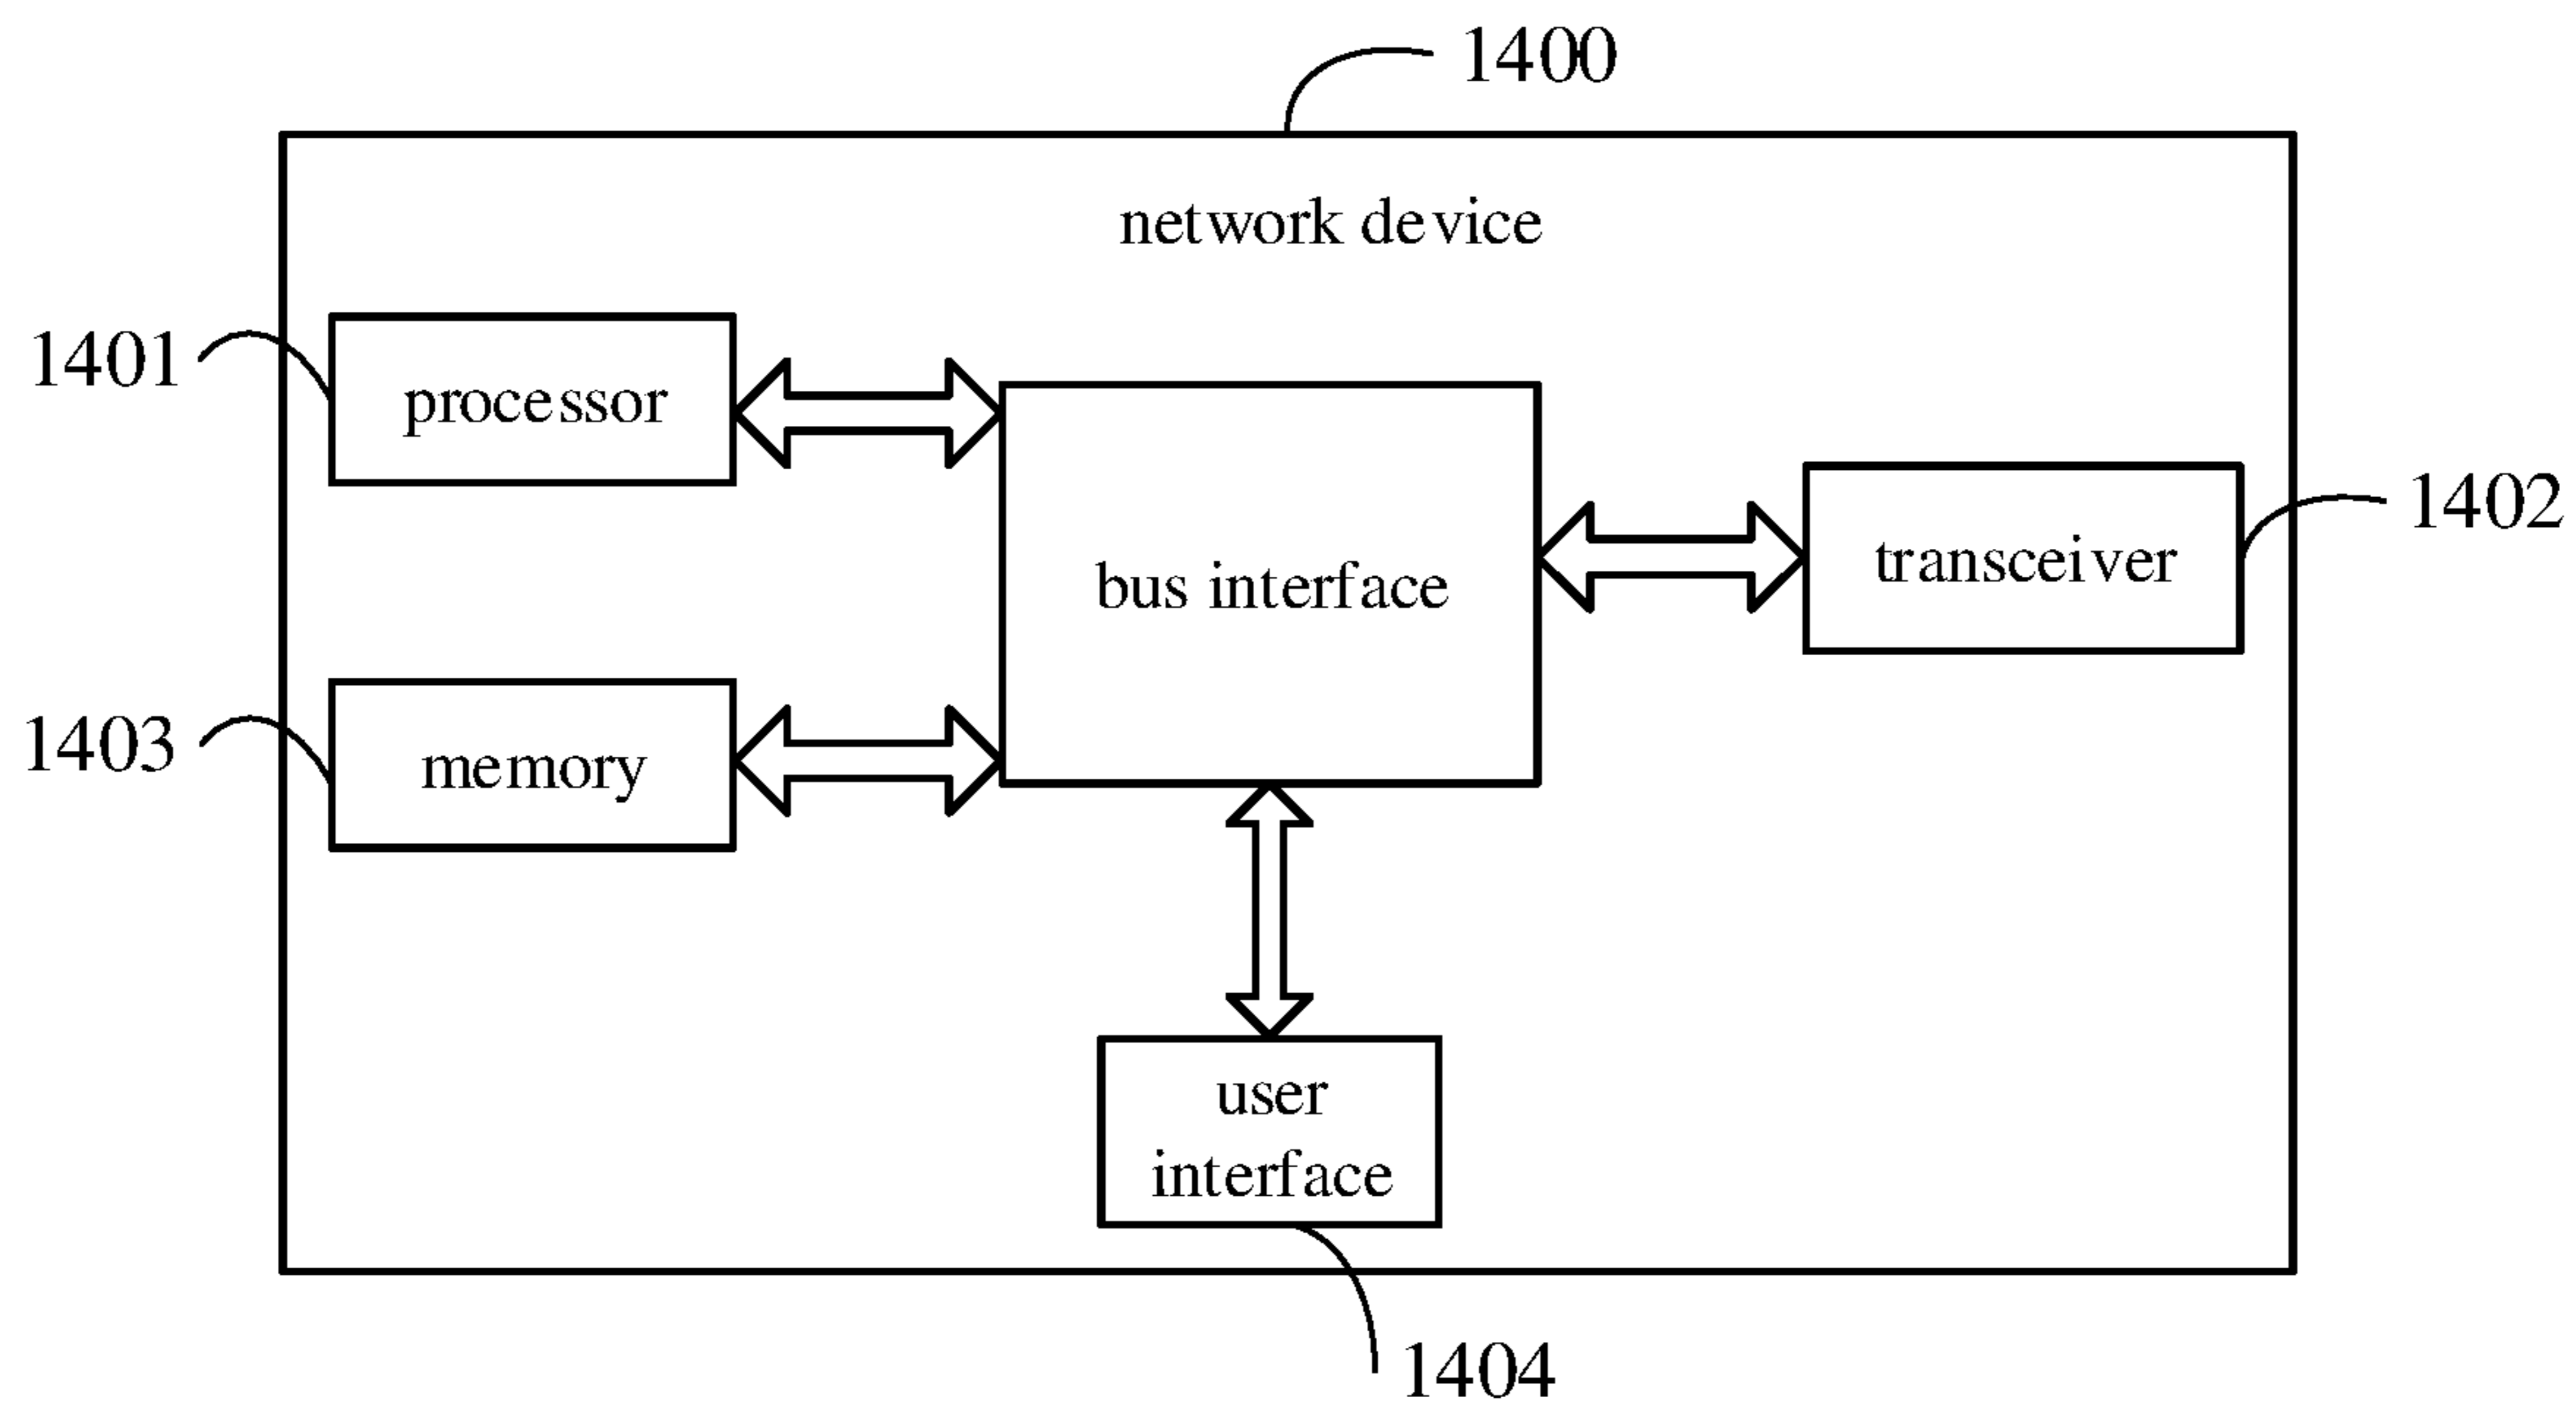 1400
network device
1401
processor
bus interface
transceiver
1402
1403
memory
user
interface
1404